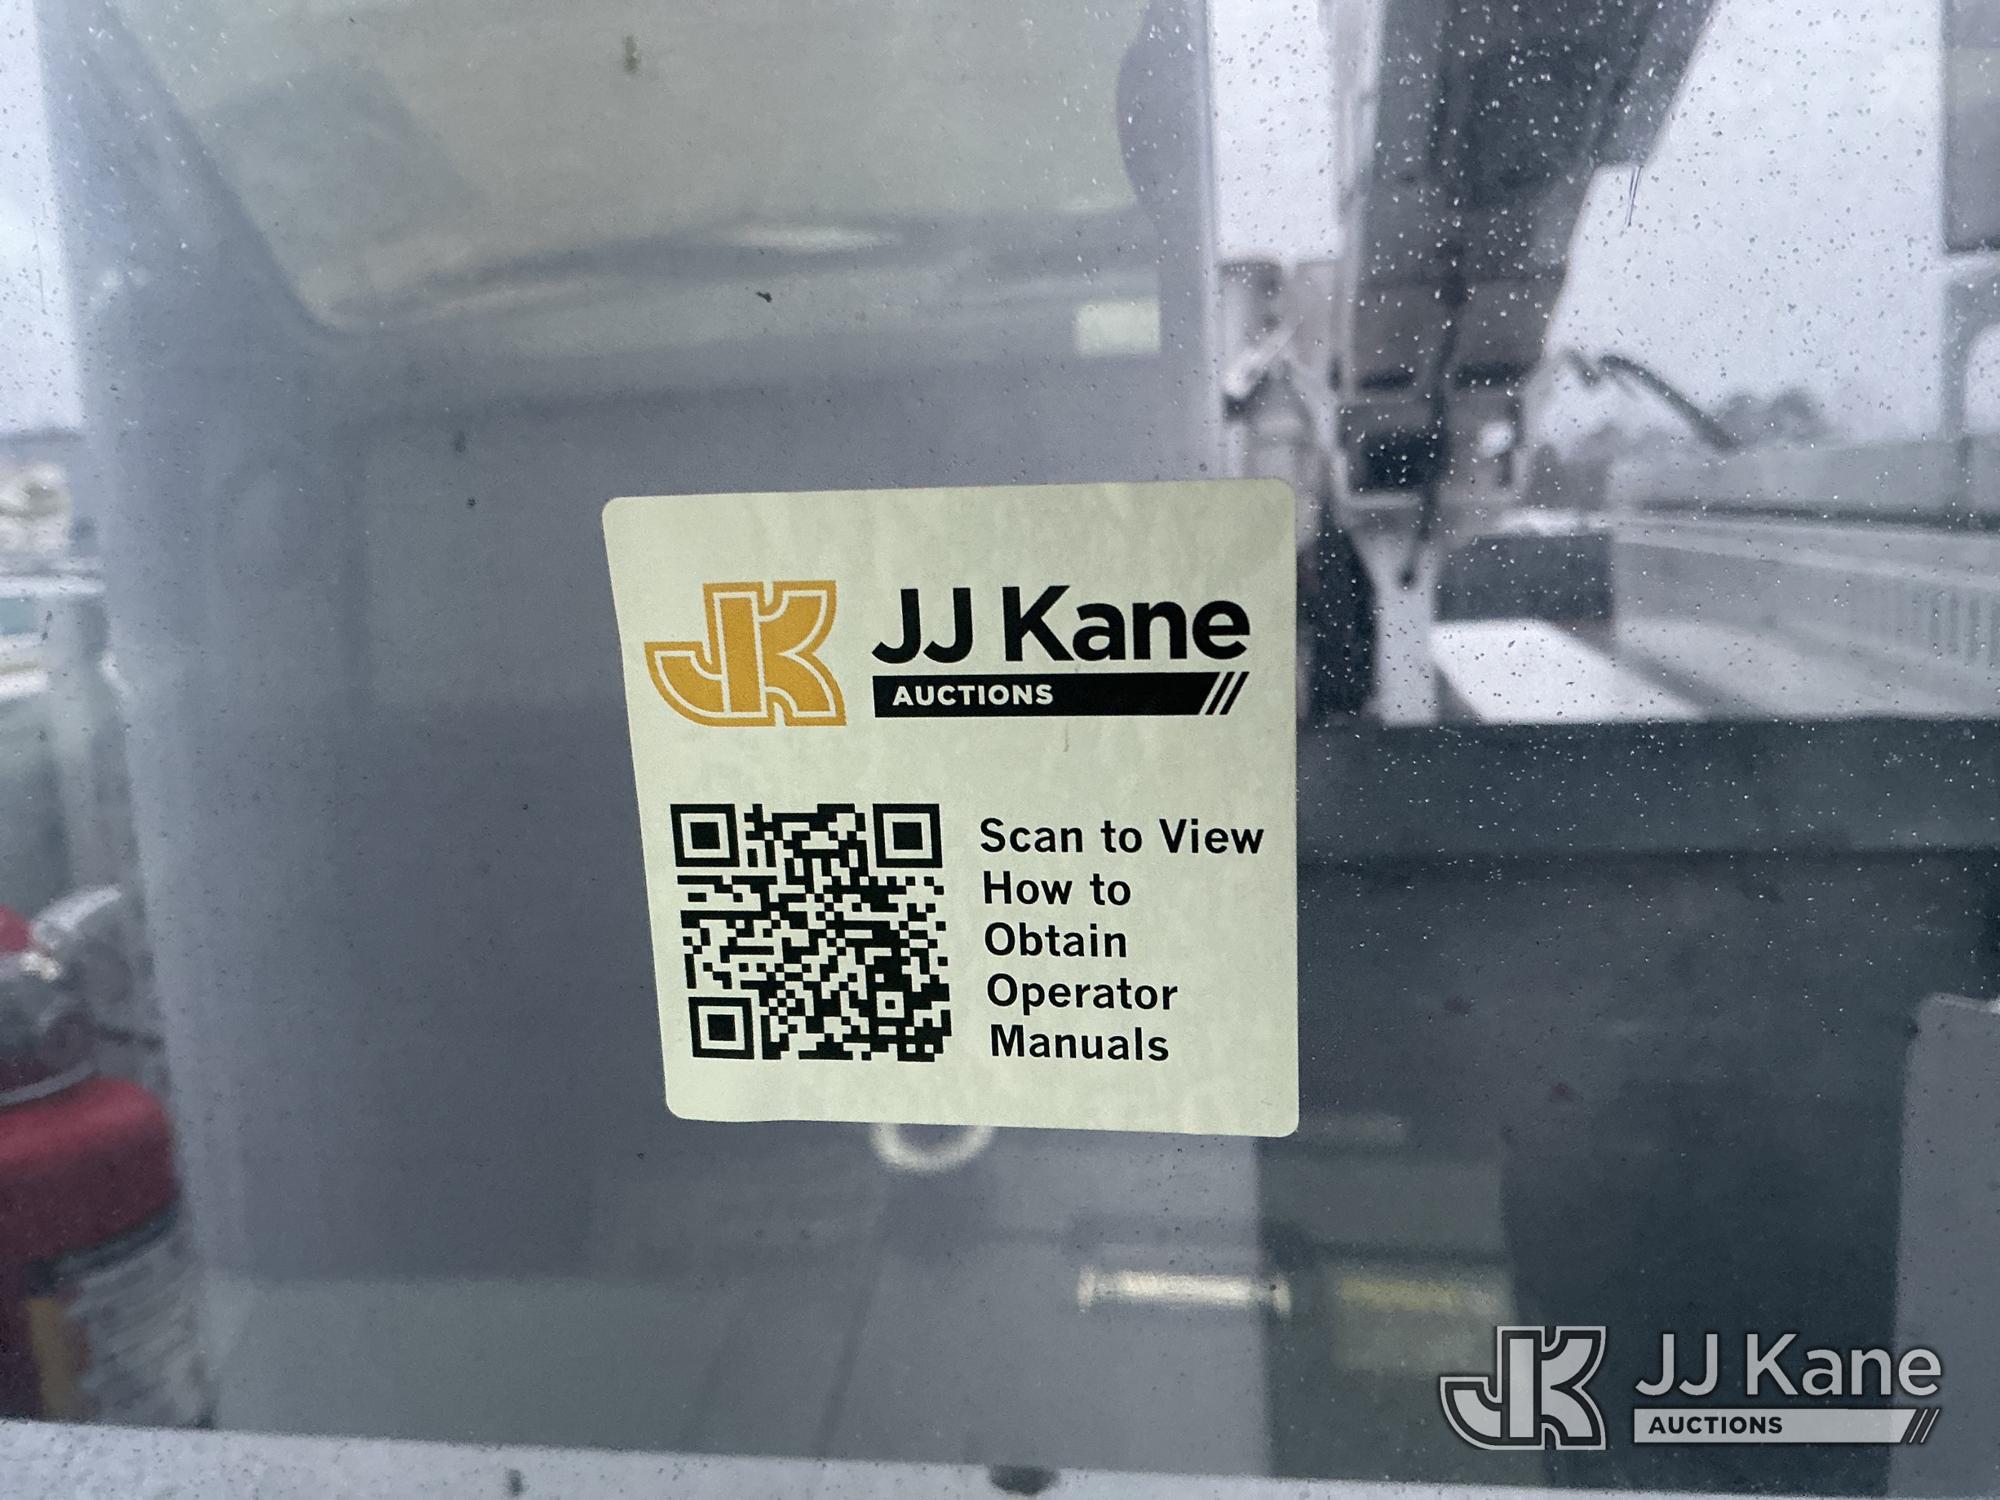 JK JJ Kane
AUCTIONS
Scan to View
How to
Obtain
Operator
Manuals
JK JJ Kane
AUCTIONS